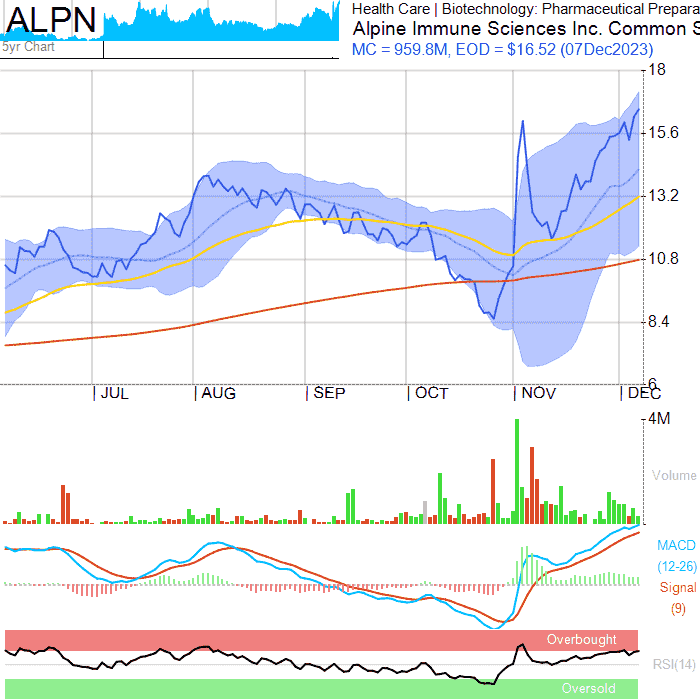 ALPN
5yr Chart
Health Care | Biotechnology: Pharmaceutical Prepara
Alpine Immune Sciences Inc. Common S
MC = 959.8M, EOD = $16.52 (07Dec2023)
18
15.6
13.2
10.8
8.4
6
JUL AUG SEP OCT NOV DEC
4M
Volume
MACD
(12-26)
Signal
(9)
Overbought
RSI(14)
Oversold